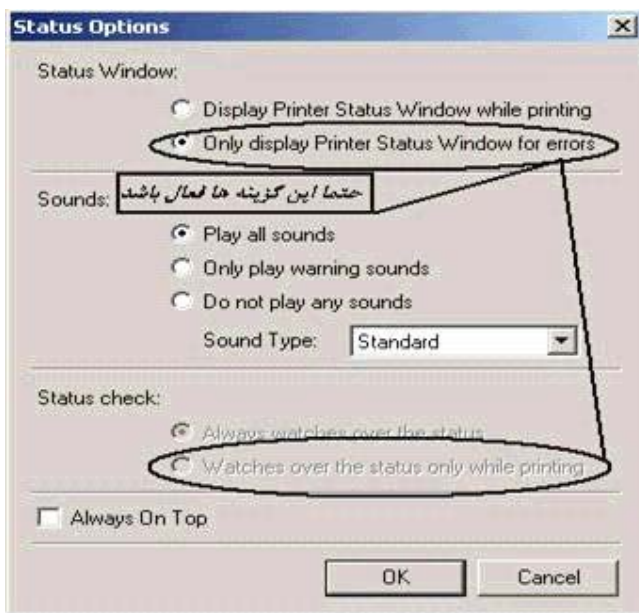 Status Options
Status Window:
Display Printer Status Window while printing
Only display Printer Status Window for errors
Sounds:
حتما این گزینه ها فعال باشد
Play all sounds
Only play warning sounds
Do not play any sounds
Sound Type: Standard
Status check:
Always watches over the status
Watches over the status only while printing
Always On Top
OK Cancel